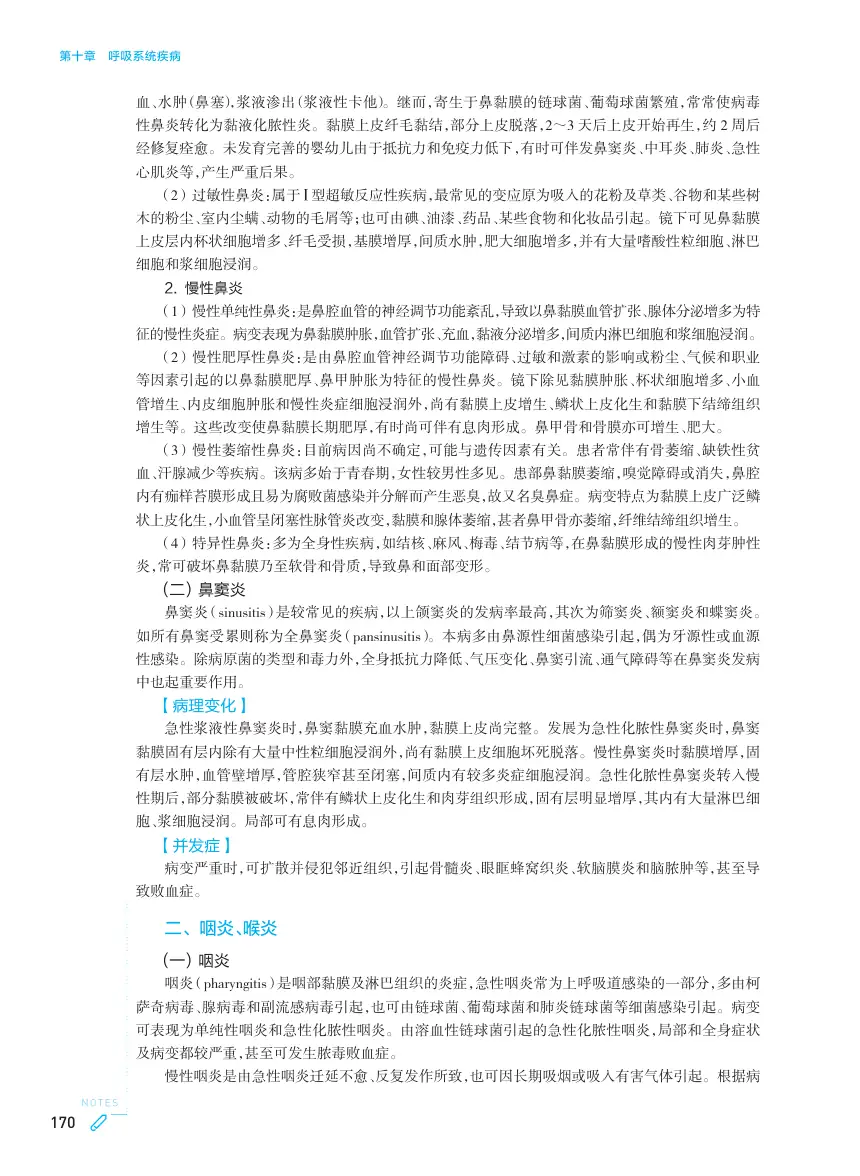 第十章　呼吸系统疾病
血、水肿(鼻塞),浆液渗出(浆液性卡他)。继而,寄生于鼻黏膜的链球菌、葡萄球菌繁殖,常常使病毒
性鼻炎转化为黏液化脓性炎。黏膜上皮纤毛黏结,部分上皮脱落,2～3 天后上皮开始再生,约 2 周后
经修复痊愈。未发育完善的婴幼儿由于抵抗力和免疫力低下,有时可伴发鼻窦炎、中耳炎、肺炎、急性
心肌炎等,产生严重后果。
（2）过敏性鼻炎:属于Ⅰ型超敏反应性疾病,最常见的变应原为吸入的花粉及草类、谷物和某些树
木的粉尘、室内尘螨、动物的毛屑等;也可由碘、油漆、药品、某些食物和化妆品引起。镜下可见鼻黏膜
上皮层内杯状细胞增多、纤毛受损,基膜增厚,间质水肿,肥大细胞增多,并有大量嗜酸性粒细胞、淋巴
细胞和浆细胞浸润。
2. 慢性鼻炎
（1）慢性单纯性鼻炎:是鼻腔血管的神经调节功能紊乱,导致以鼻黏膜血管扩张、腺体分泌增多为特
征的慢性炎症。病变表现为鼻黏膜肿胀,血管扩张、充血,黏液分泌增多,间质内淋巴细胞和浆细胞浸润。
（2）慢性肥厚性鼻炎:是由鼻腔血管神经调节功能障碍、过敏和激素的影响或粉尘、气候和职业
等因素引起的以鼻黏膜肥厚、鼻甲肿胀为特征的慢性鼻炎。镜下除见黏膜肿胀、杯状细胞增多、小血
管增生、内皮细胞肿胀和慢性炎症细胞浸润外,尚有黏膜上皮增生、鳞状上皮化生和黏膜下结缔组织
增生等。这些改变使鼻黏膜长期肥厚,有时尚可伴有息肉形成。鼻甲骨和骨膜亦可增生、肥大。
（3）慢性萎缩性鼻炎:目前病因尚不确定,可能与遗传因素有关。患者常伴有骨萎缩、缺铁性贫
血、汗腺减少等疾病。该病多始于青春期,女性较男性多见。患部鼻黏膜萎缩,嗅觉障碍或消失,鼻腔
内有痂样苔膜形成且易为腐败菌感染并分解而产生恶臭,故又名臭鼻症。病变特点为黏膜上皮广泛鳞
状上皮化生,小血管呈闭塞性脉管炎改变,黏膜和腺体萎缩,甚者鼻甲骨亦萎缩,纤维结缔组织增生。
（4）特异性鼻炎:多为全身性疾病,如结核、麻风、梅毒、结节病等,在鼻黏膜形成的慢性肉芽肿性
炎,常可破坏鼻黏膜乃至软骨和骨质,导致鼻和面部变形。
（二）鼻窦炎
鼻窦炎（sinusitis）是较常见的疾病,以上颌窦炎的发病率最高,其次为筛窦炎、额窦炎和蝶窦炎。
如所有鼻窦受累则称为全鼻窦炎（pansinusitis）。本病多由鼻源性细菌感染引起,偶为牙源性或血源
性感染。除病原菌的类型和毒力外,全身抵抗力降低、气压变化、鼻窦引流、通气障碍等在鼻窦炎发病
中也起重要作用。
【病理变化】
急性浆液性鼻窦炎时,鼻窦黏膜充血水肿,黏膜上皮尚完整。发展为急性化脓性鼻窦炎时,鼻窦
黏膜固有层内除有大量中性粒细胞浸润外,尚有黏膜上皮细胞坏死脱落。慢性鼻窦炎时黏膜增厚,固
有层水肿,血管壁增厚,管腔狭窄甚至闭塞,间质内有较多炎症细胞浸润。急性化脓性鼻窦炎转入慢
性期后,部分黏膜被破坏,常伴有鳞状上皮化生和肉芽组织形成,固有层明显增厚,其内有大量淋巴细
胞、浆细胞浸润。局部可有息肉形成。
【并发症】
病变严重时,可扩散并侵犯邻近组织,引起骨髓炎、眼眶蜂窝织炎、软脑膜炎和脑脓肿等,甚至导
致败血症。
二、咽炎、喉炎
（一）咽炎
咽炎（pharyngitis）是咽部黏膜及淋巴组织的炎症,急性咽炎常为上呼吸道感染的一部分,多由柯
萨奇病毒、腺病毒和副流感病毒引起,也可由链球菌、葡萄球菌和肺炎链球菌等细菌感染引起。病变
可表现为单纯性咽炎和急性化脓性咽炎。由溶血性链球菌引起的急性化脓性咽炎,局部和全身症状
及病变都较严重,甚至可发生脓毒败血症。
慢性咽炎是由急性咽炎迁延不愈、反复发作所致,也可因长期吸烟或吸入有害气体引起。根据病
NOTES
170